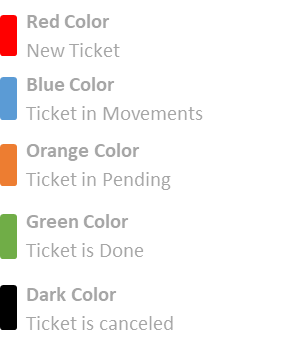 Red Color
New Ticket
Blue Color
Ticket in Movements
Orange Color
Ticket in Pending
Green Color
Ticket is Done
Dark Color
Ticket is canceled